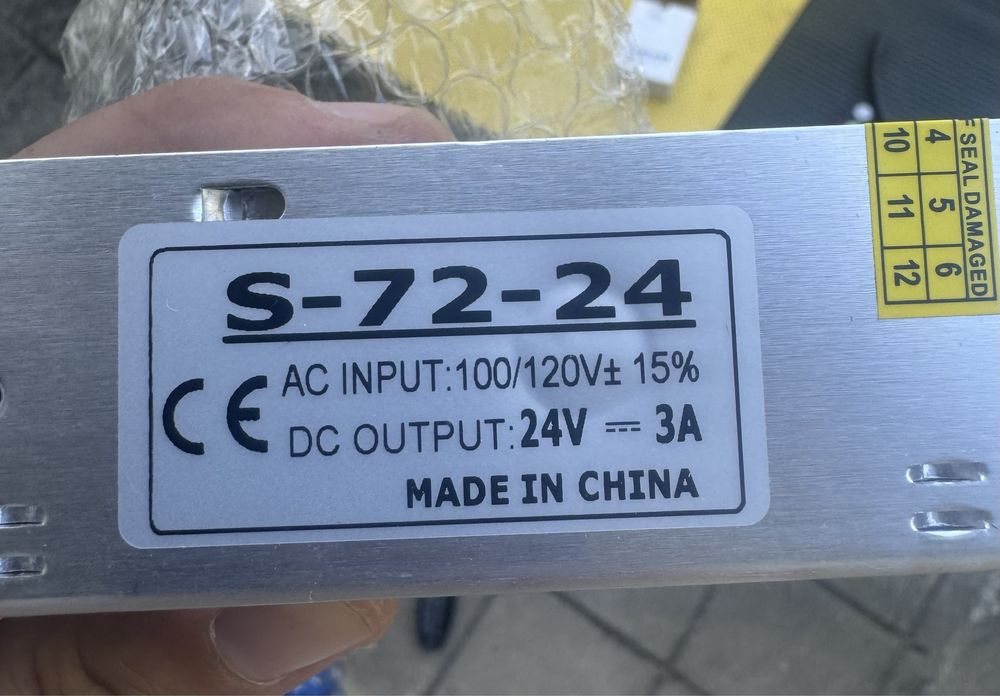 S-72-24
CE
AC INPUT:100/120V± 15%
DC OUTPUT:24V ⎓ 3A
MADE IN CHINA
F SEAL DAMAGED
4 5 6
10 11 12